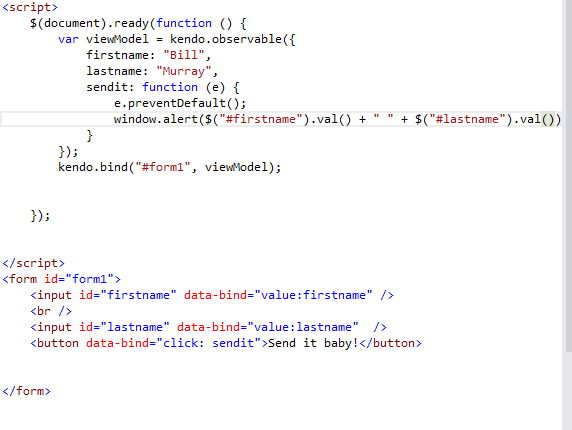 <script>
    $(document).ready(function () {
        var viewModel = kendo.observable({
            firstname: "Bill",
            lastname: "Murray",
            sendit: function (e) {
                e.preventDefault();
                window.alert($("#firstname").val() + " " + $("#lastname").val())
            }
        });
        kendo.bind("#form1", viewModel);
    });
</script>
<form id="form1">
    <input id="firstname" data-bind="value:firstname" />
    <br />
    <input id="lastname" data-bind="value:lastname"  />
    <button data-bind="click: sendit">Send it baby!</button>
</form>